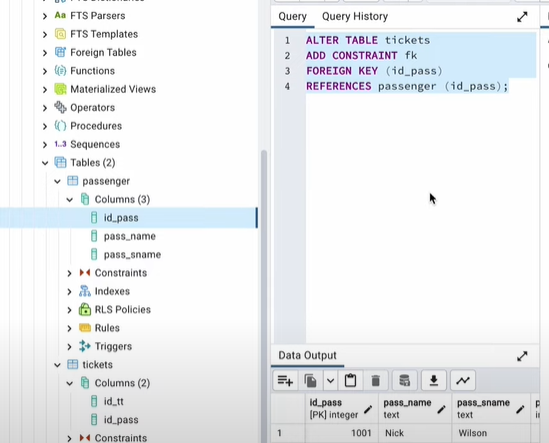 FTS Parsers
FTS Templates
Foreign Tables
Functions
Materialized Views
Operators
Procedures
1..3 Sequences
Tables (2)
passenger
Columns (3)
id_pass
pass_name
pass_sname
Constraints
Indexes
RLS Policies
Rules
Triggers
tickets
Columns (2)
id_tt
id_pass
Constraints
Query Query History
1 ALTER TABLE tickets
2 ADD CONSTRAINT fk
3 FOREIGN KEY (id_pass)
4 REFERENCES passenger (id_pass);
Data Output
id_pass pass_name pass_sname
[PK] integer text text
1 1001 Nick Wilson